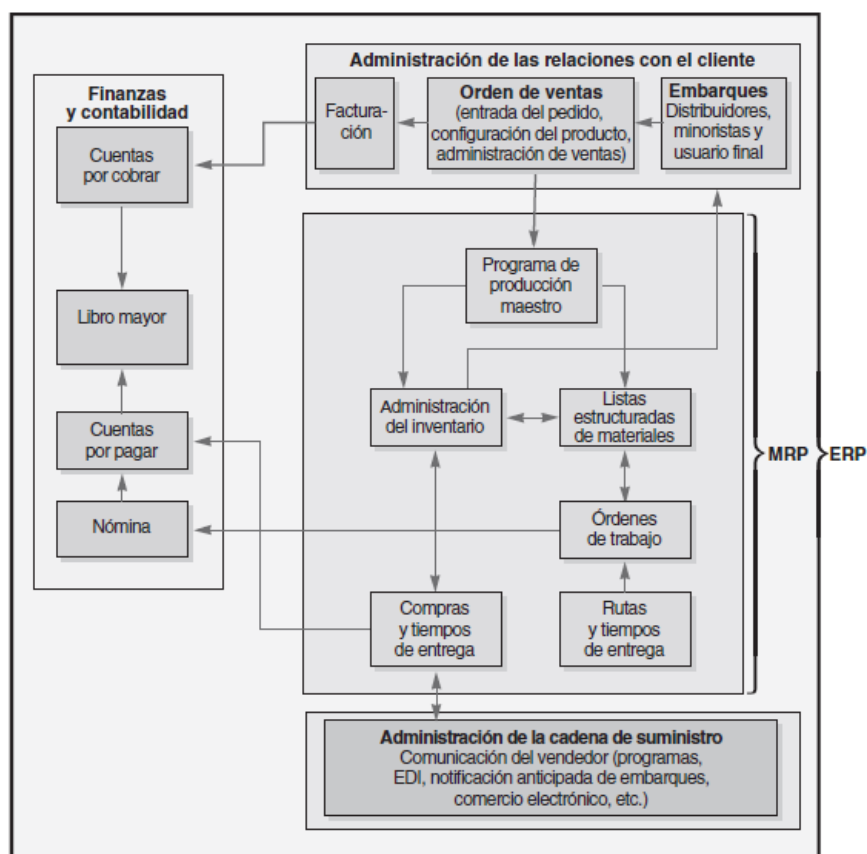 Administración de las relaciones con el cliente
Finanzas
y contabilidad
Factura-
ción
Orden de ventas
(entrada del pedido,
configuración del producto,
administración de ventas)
Embarques
Distribuidores,
minoristas y
usuario final
Cuentas
por cobrar
Programa de
producción
maestro
Libro mayor
Administración
del inventario
Listas
estructuradas
de materiales
Cuentas
por pagar
MRP
ERP
Nómina
Órdenes
de trabajo
Compras
y tiempos
de entrega
Rutas
y tiempos
de entrega
Administración de la cadena de suministro
Comunicación del vendedor (programas,
EDI, notificación anticipada de embarques,
comercio electrónico, etc.)